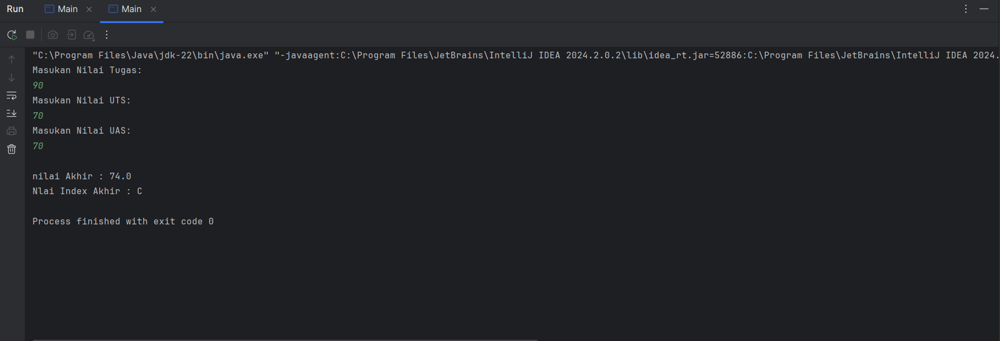 Run Main Main
"C:\Program Files\Java\jdk-22\bin\java.exe" "-javaagent:C:\Program Files\JetBrains\IntelliJ IDEA 2024.2.0.2\lib\idea_rt.jar=52886:C:\Program Files\JetBrains\IntelliJ IDEA 2024.
Masukan Nilai Tugas:
90
Masukan Nilai UTS:
70
Masukan Nilai UAS:
70
nilai Akhir : 74.0
Nlai Index Akhir : C
Process finished with exit code 0